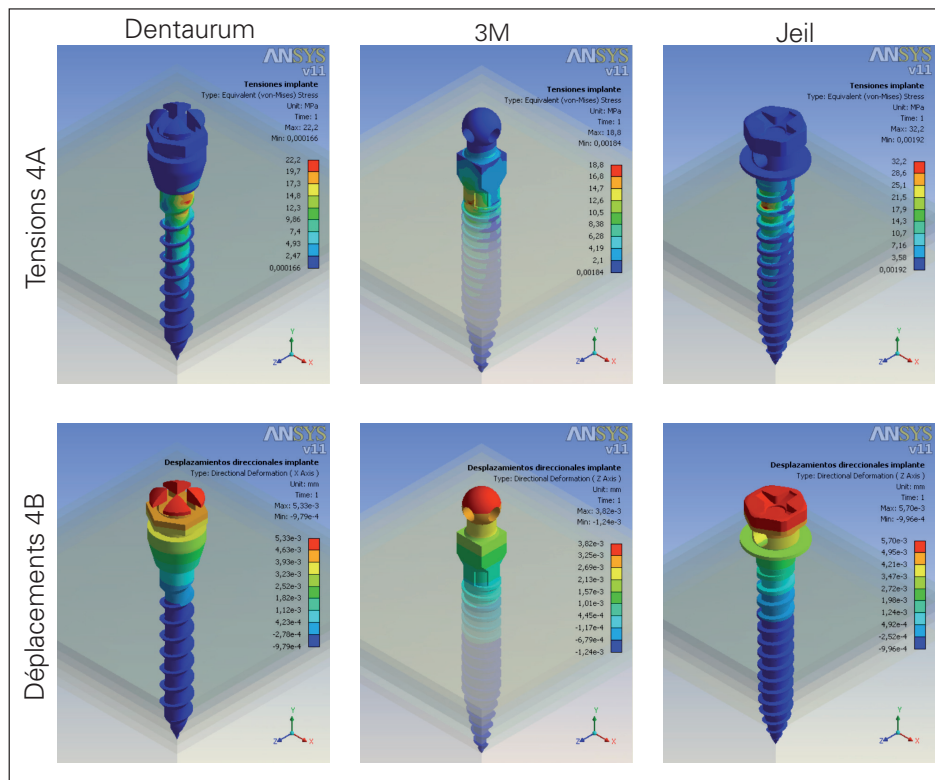 Dentaurum
3M
Jeil
Tensions 4A
ANSYS
v11
Tensiones implante
Type: Equivalent (von-Mises) Stress
Unit: MPa
Time: 1
Max: 22,2
Min: 0,000166
22,2
19,7
17,3
14,8
12,3
9,86
7,4
4,93
2,47
0,000166
Y
Z
X
ANSYS
v11
Tensiones implante
Type: Equivalent (von-Mises) Stress
Unit: MPa
Time: 1
Max: 18,8
Min: 0,00184
18,8
16,8
14,7
12,6
10,5
8,38
6,28
4,19
2,1
0,00184
Y
Z
X
ANSYS
v11
Tensiones implante
Type: Equivalent (von-Mises) Stress
Unit: MPa
Time: 1
Max: 32,2
Min: 0,00192
32,2
28,6
25,1
21,5
17,9
14,3
10,7
7,16
3,58
0,00192
Y
Z
X
Déplacements 4B
ANSYS
v11
Desplazamientos direccionales implante
Type: Directional Deformation ( X Axis )
Unit: mm
Time: 1
Max: 5,33e-3
Min: -9,79e-4
5,33e-3
4,63e-3
3,93e-3
3,23e-3
2,52e-3
1,82e-3
1,12e-3
4,23e-4
-2,78e-4
-9,79e-4
Y
Z
X
ANSYS
v11
Desplazamientos direccionales implante
Type: Directional Deformation ( Z Axis )
Unit: mm
Time: 1
Max: 3,82e-3
Min: -1,24e-3
3,82e-3
3,25e-3
2,69e-3
2,13e-3
1,57e-3
1,01e-3
4,45e-4
-1,17e-4
-6,79e-4
-1,24e-3
Y
Z
X
ANSYS
v11
Desplazamientos direccionales implante
Type: Directional Deformation ( Z Axis )
Unit: mm
Time: 1
Max: 5,70e-3
Min: -9,96e-4
5,70e-3
4,95e-3
4,21e-3
3,47e-3
2,72e-3
1,98e-3
1,24e-3
4,92e-4
-2,52e-4
-9,96e-4
Y
Z
X